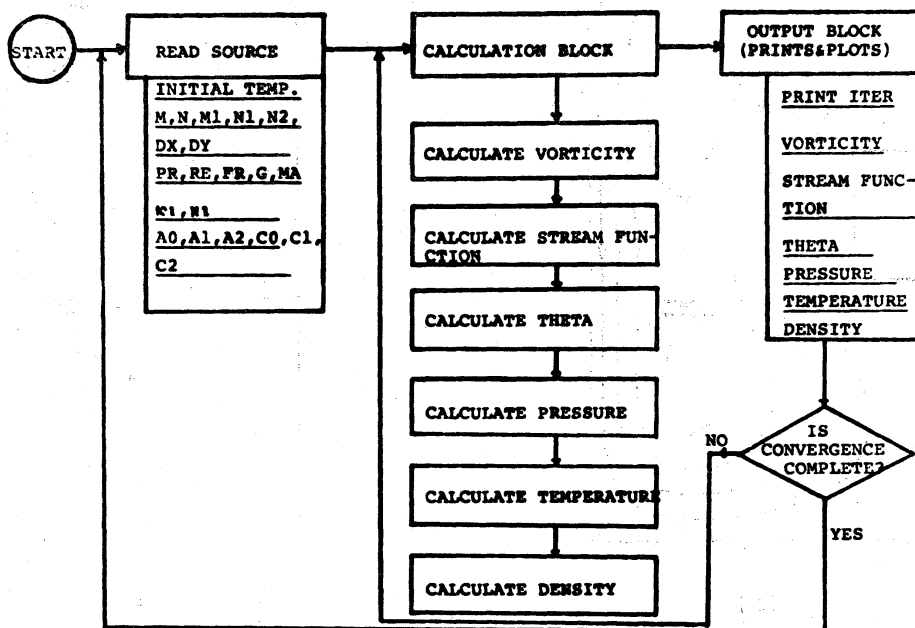 START
READ SOURCE
INITIAL TEMP.
M,N,M1,N1,N2,
DX,DY
PR,RE,FR,G,MA
K1,N1
A0,A1,A2,C0,C1,
C2
CALCULATION BLOCK
CALCULATE VORTICITY
CALCULATE STREAM FUN-
CTION
CALCULATE THETA
CALCULATE PRESSURE
CALCULATE TEMPERATURE
CALCULATE DENSITY
OUTPUT BLOCK
(PRINTS&PLOTS)
PRINT ITER
VORTICITY
STREAM FUNC-
TION
THETA
PRESSURE
TEMPERATURE
DENSITY
IS
CONVERGENCE
COMPLETE?
NO
YES